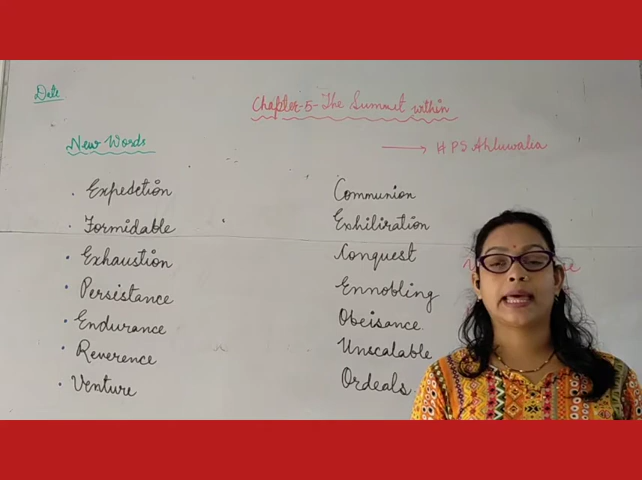 Date
Chapter-5-The Summit within
New Words
→ H P S Ahluwalia
Expedetion
Formidable
Exhaustion
Persistance
Endurance
Reverence
Venture
Communion
Exhiliration
Conquest
Ennobling
Obeisance
Unscalable
Ordeals